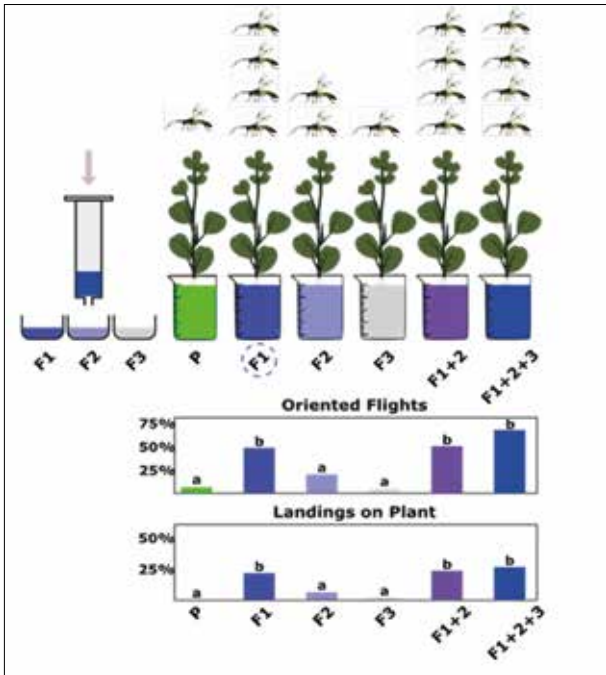 F1 F2 F3 P F1 F2 F3 F1+2 F1+2+3
Oriented Flights
75%
50%
25%
a b a a b b
Landings on Plant
50%
25%
a b a a b b
P F1 F2 F3 F1+2 F1+2+3